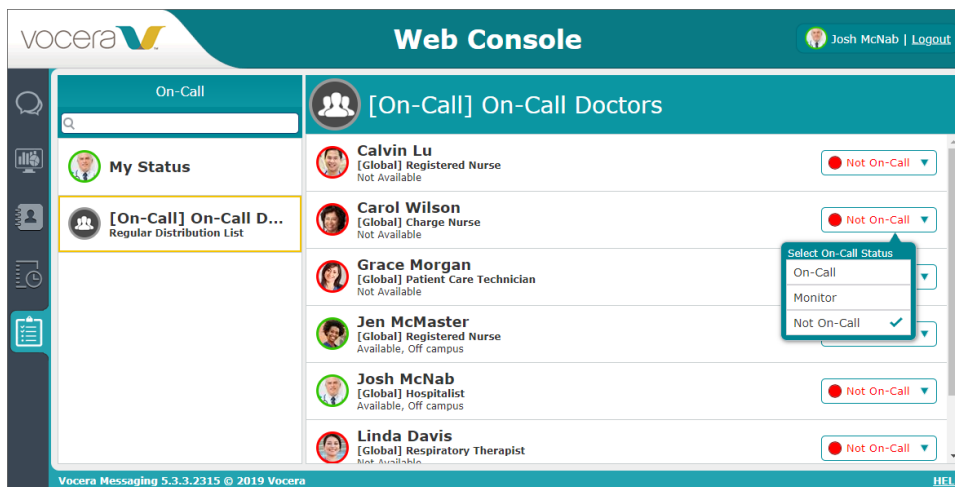 vocera
Web Console
Josh McNab | Logout
On-Call
My Status
[On-Call] On-Call D...
Regular Distribution List
[On-Call] On-Call Doctors
Calvin Lu
[Global] Registered Nurse
Not Available
Not On-Call
Carol Wilson
[Global] Charge Nurse
Not Available
Not On-Call
Select On-Call Status
On-Call
Monitor
Not On-Call
Grace Morgan
[Global] Patient Care Technician
Not Available
Jen McMaster
[Global] Registered Nurse
Available, Off campus
Josh McNab
[Global] Hospitalist
Available, Off campus
Not On-Call
Linda Davis
[Global] Respiratory Therapist
Not Available
Not On-Call
Vocera Messaging 5.3.3.2315 © 2019 Vocera
HEL